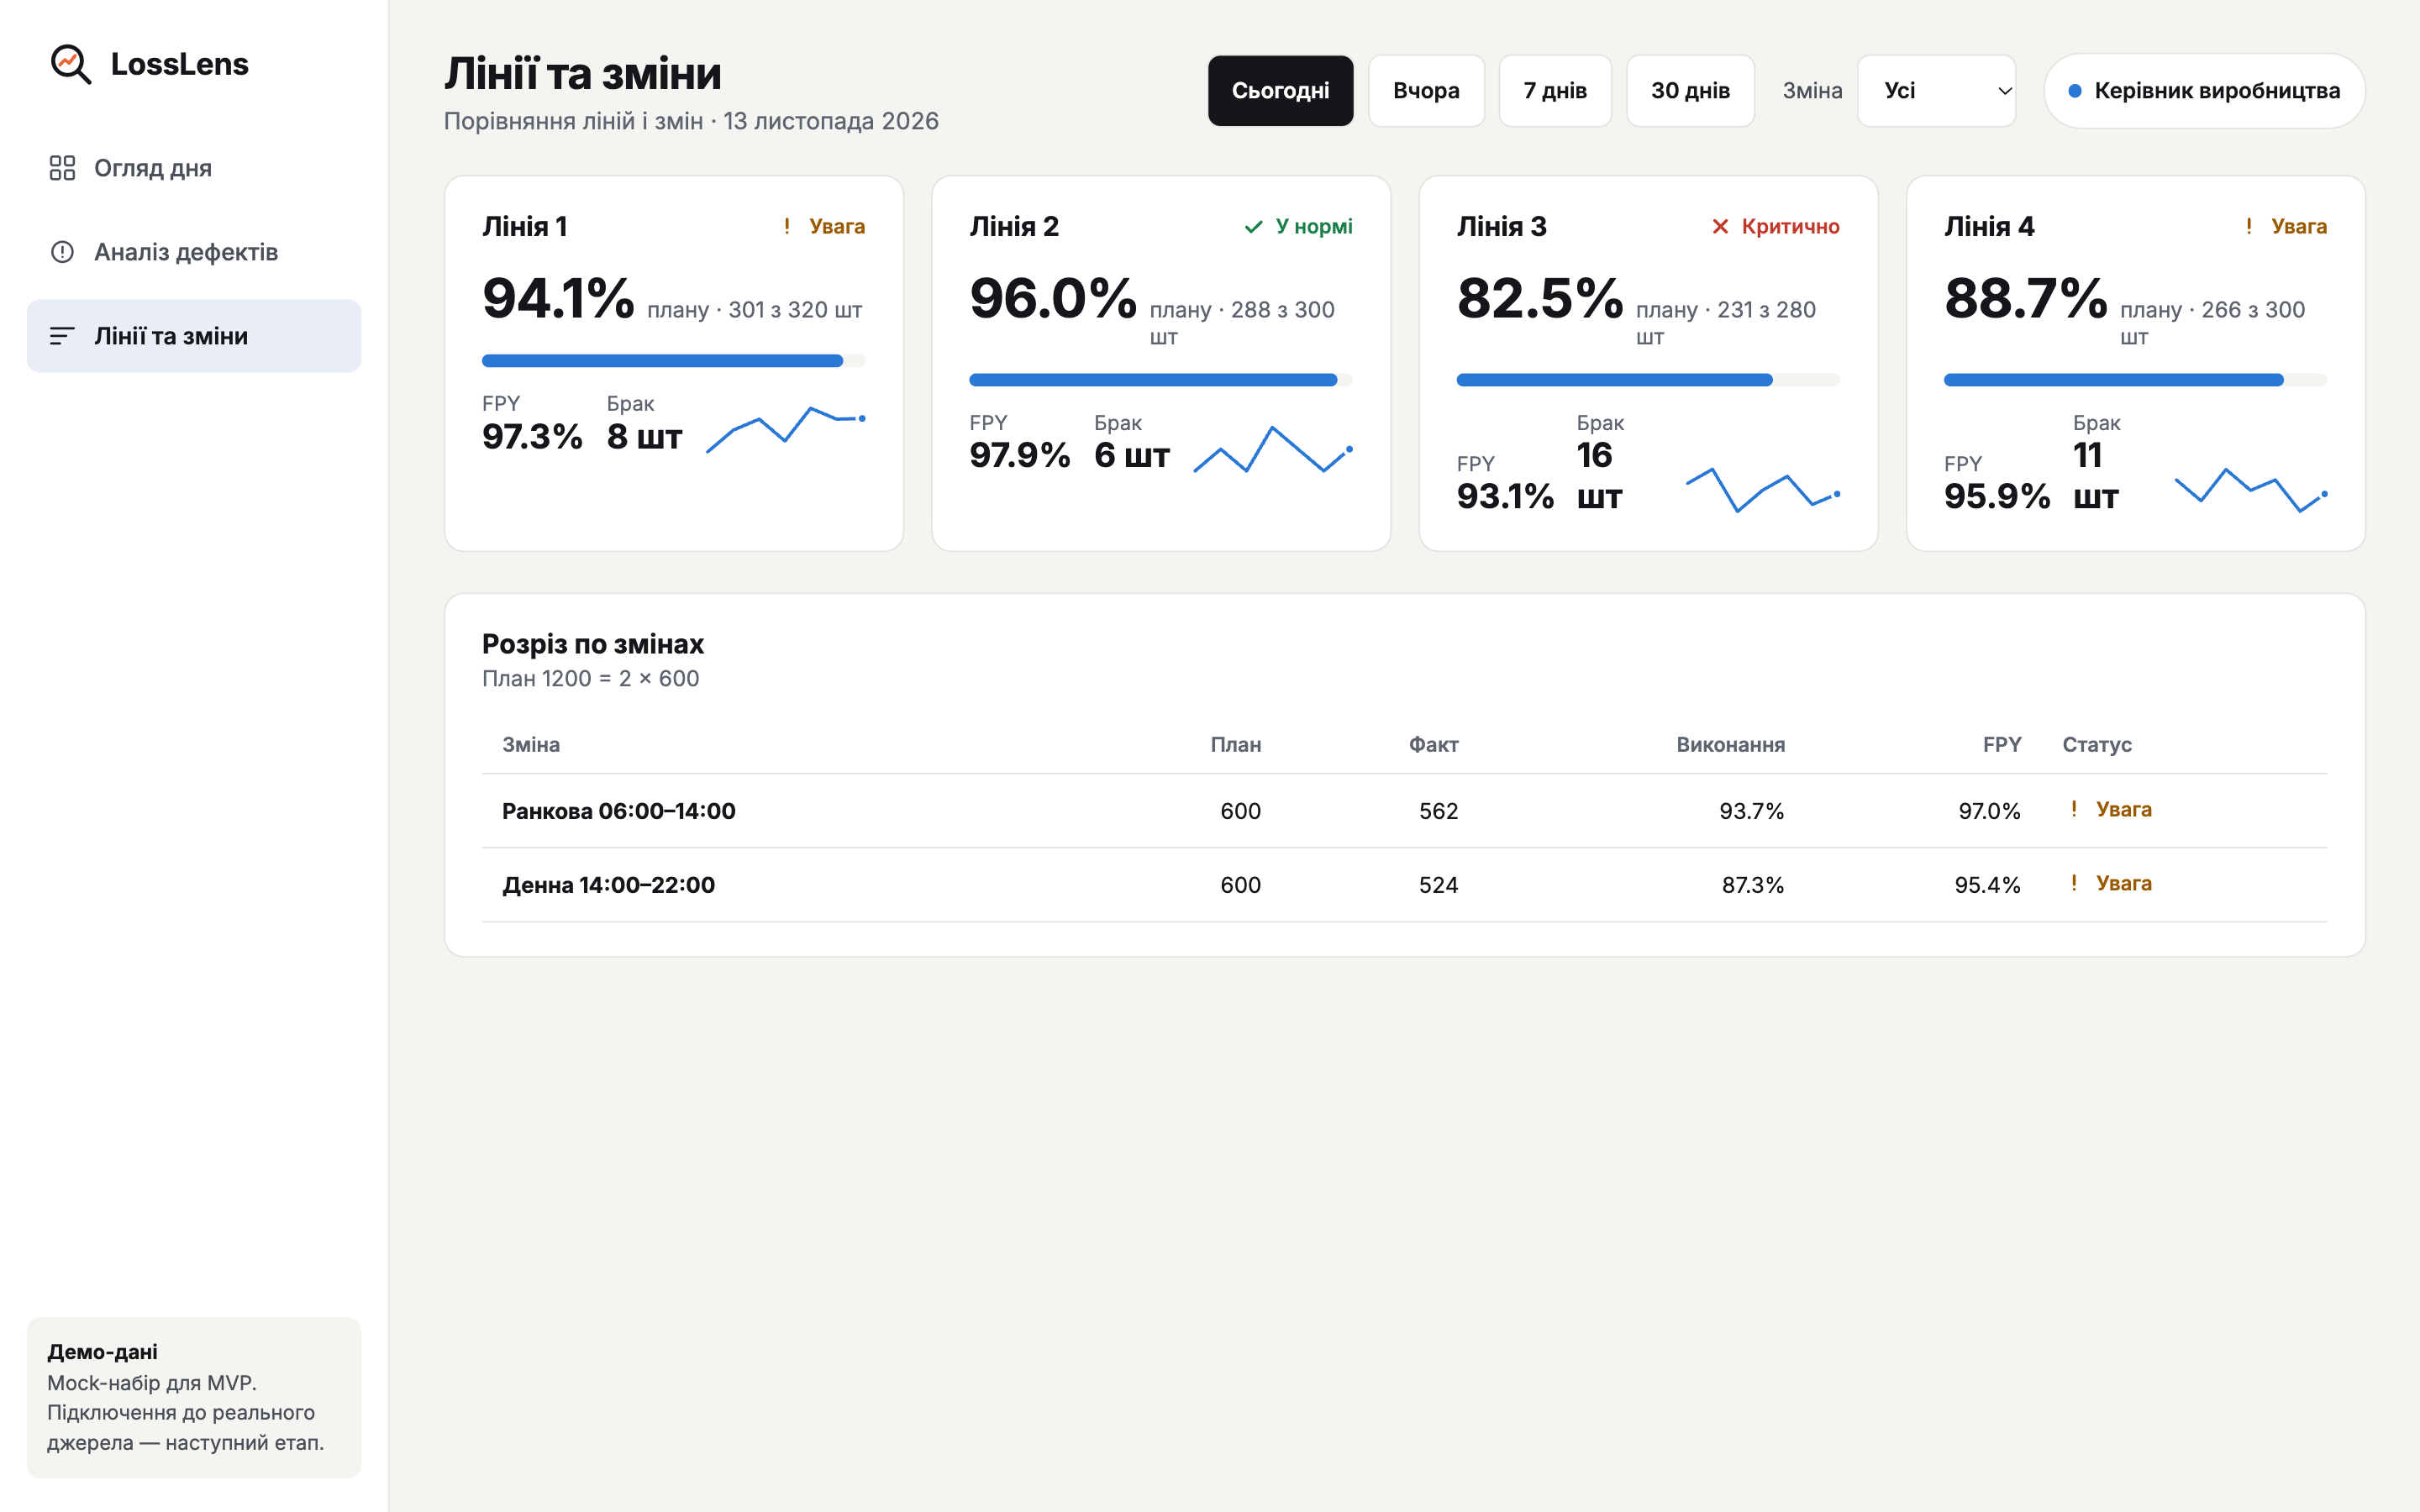 LossLens
Огляд дня
Аналіз дефектів
Лінії та зміни
Демо-дані
Mock-набір для MVP.
Підключення до реального
джерела — наступний етап.
Лінії та зміни
Порівняння ліній і змін · 13 листопада 2026
Сьогодні
Вчора
7 днів
30 днів
Зміна
Усі
Керівник виробництва
Лінія 1
! Увага
94.1% плану · 301 з 320 шт
FPY
97.3%
Брак
8 шт
Лінія 2
У нормі
96.0% плану · 288 з 300
шт
FPY
97.9%
Брак
6 шт
Лінія 3
Критично
82.5% плану · 231 з 280
шт
FPY
93.1%
Брак
16
шт
Лінія 4
! Увага
88.7% плану · 266 з 300
шт
FPY
95.9%
Брак
11
шт
Розріз по змінах
План 1200 = 2 × 600
Зміна План Факт Виконання FPY Статус
Ранкова 06:00–14:00 600 562 93.7% 97.0% ! Увага
Денна 14:00–22:00 600 524 87.3% 95.4% ! Увага